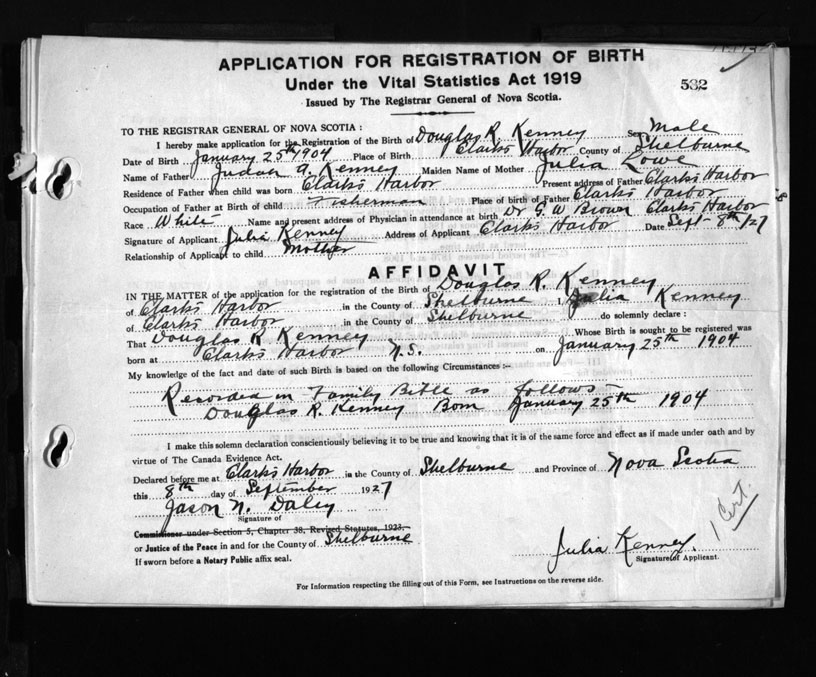 APPLICATION FOR REGISTRATION OF BIRTH
Under the Vital Statistics Act 1919
532
Issued by The Registrar General of Nova Scotia.
TO THE REGISTRAR GENERAL OF NOVA SCOTIA :
I hereby make application for the Registration of the Birth of Douglas R Kenney Sex Male
Date of Birth January 25th 1904 Place of Birth Clarks Harbor County of Shelburne
Name of Father Judah A. Kenney Maiden Name of Mother Julia Lowe
Residence of Father when child was born Clarks Harbor Present address of Father Clarks Harbor
Occupation of Father at Birth of child Fisherman Place of birth of Father Clarks Harbor
Race White Name and present address of Physician in attendance at birth Dr G. W Brown Clarks Harbor
Signature of Applicant Julia Kenney Address of Applicant Clarks Harbor Date Sept 8th/27
Relationship of Applicant to child Mother
AFFIDAVIT
IN THE MATTER of the application for the registration of the Birth of Douglas R. Kenney
of Clarks Harbor in the County of Shelburne I, Julia Kenney
of Clarks Harbor in the County of Shelburne do solemnly declare :
That Douglas R Kenney Whose Birth is sought to be registered was
born at Clarks Harbor N.S. on January 25th 1904
My knowledge of the fact and date of such Birth is based on the following Circumstances :–
Recorded in Family Bible as follows –
Douglas R. Kenney Born January 25th 1904
I make this solemn declaration conscientiously believing it to be true and knowing that it is of the same force and effect as if made under oath and by
virtue of The Canada Evidence Act.
Declared before me at Clarks Harbor in the County of Shelburne and Province of Nova Scotia
this 8th day of September 1927
Jason N. Daley
Signature of
Commissioner under Section 5, Chapter 38, Revised Statutes, 1923,
or Justice of the Peace in and for the County of Shelburne
If sworn before a Notary Public affix seal.
1 Cert.
Julia Kenney.
Signature of Applicant.
For Information respecting the filling out of this Form, see Instructions on the reverse side.